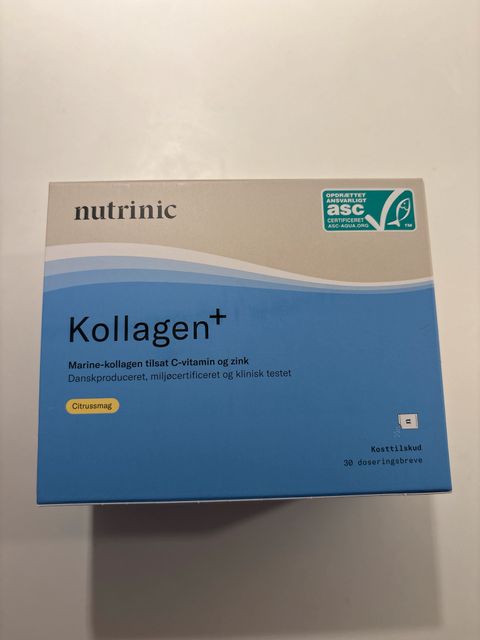 nutrinic
OPDRÆTTET
ANSVARLIGT
asc
CERTIFICERET
ASC-AQUA.ORG
TM
Kollagen+
Marine-kollagen tilsat C-vitamin og zink
Danskproduceret, miljøcertificeret og klinisk testet
Citrussmag
n
Kosttilskud
30 doseringsbreve